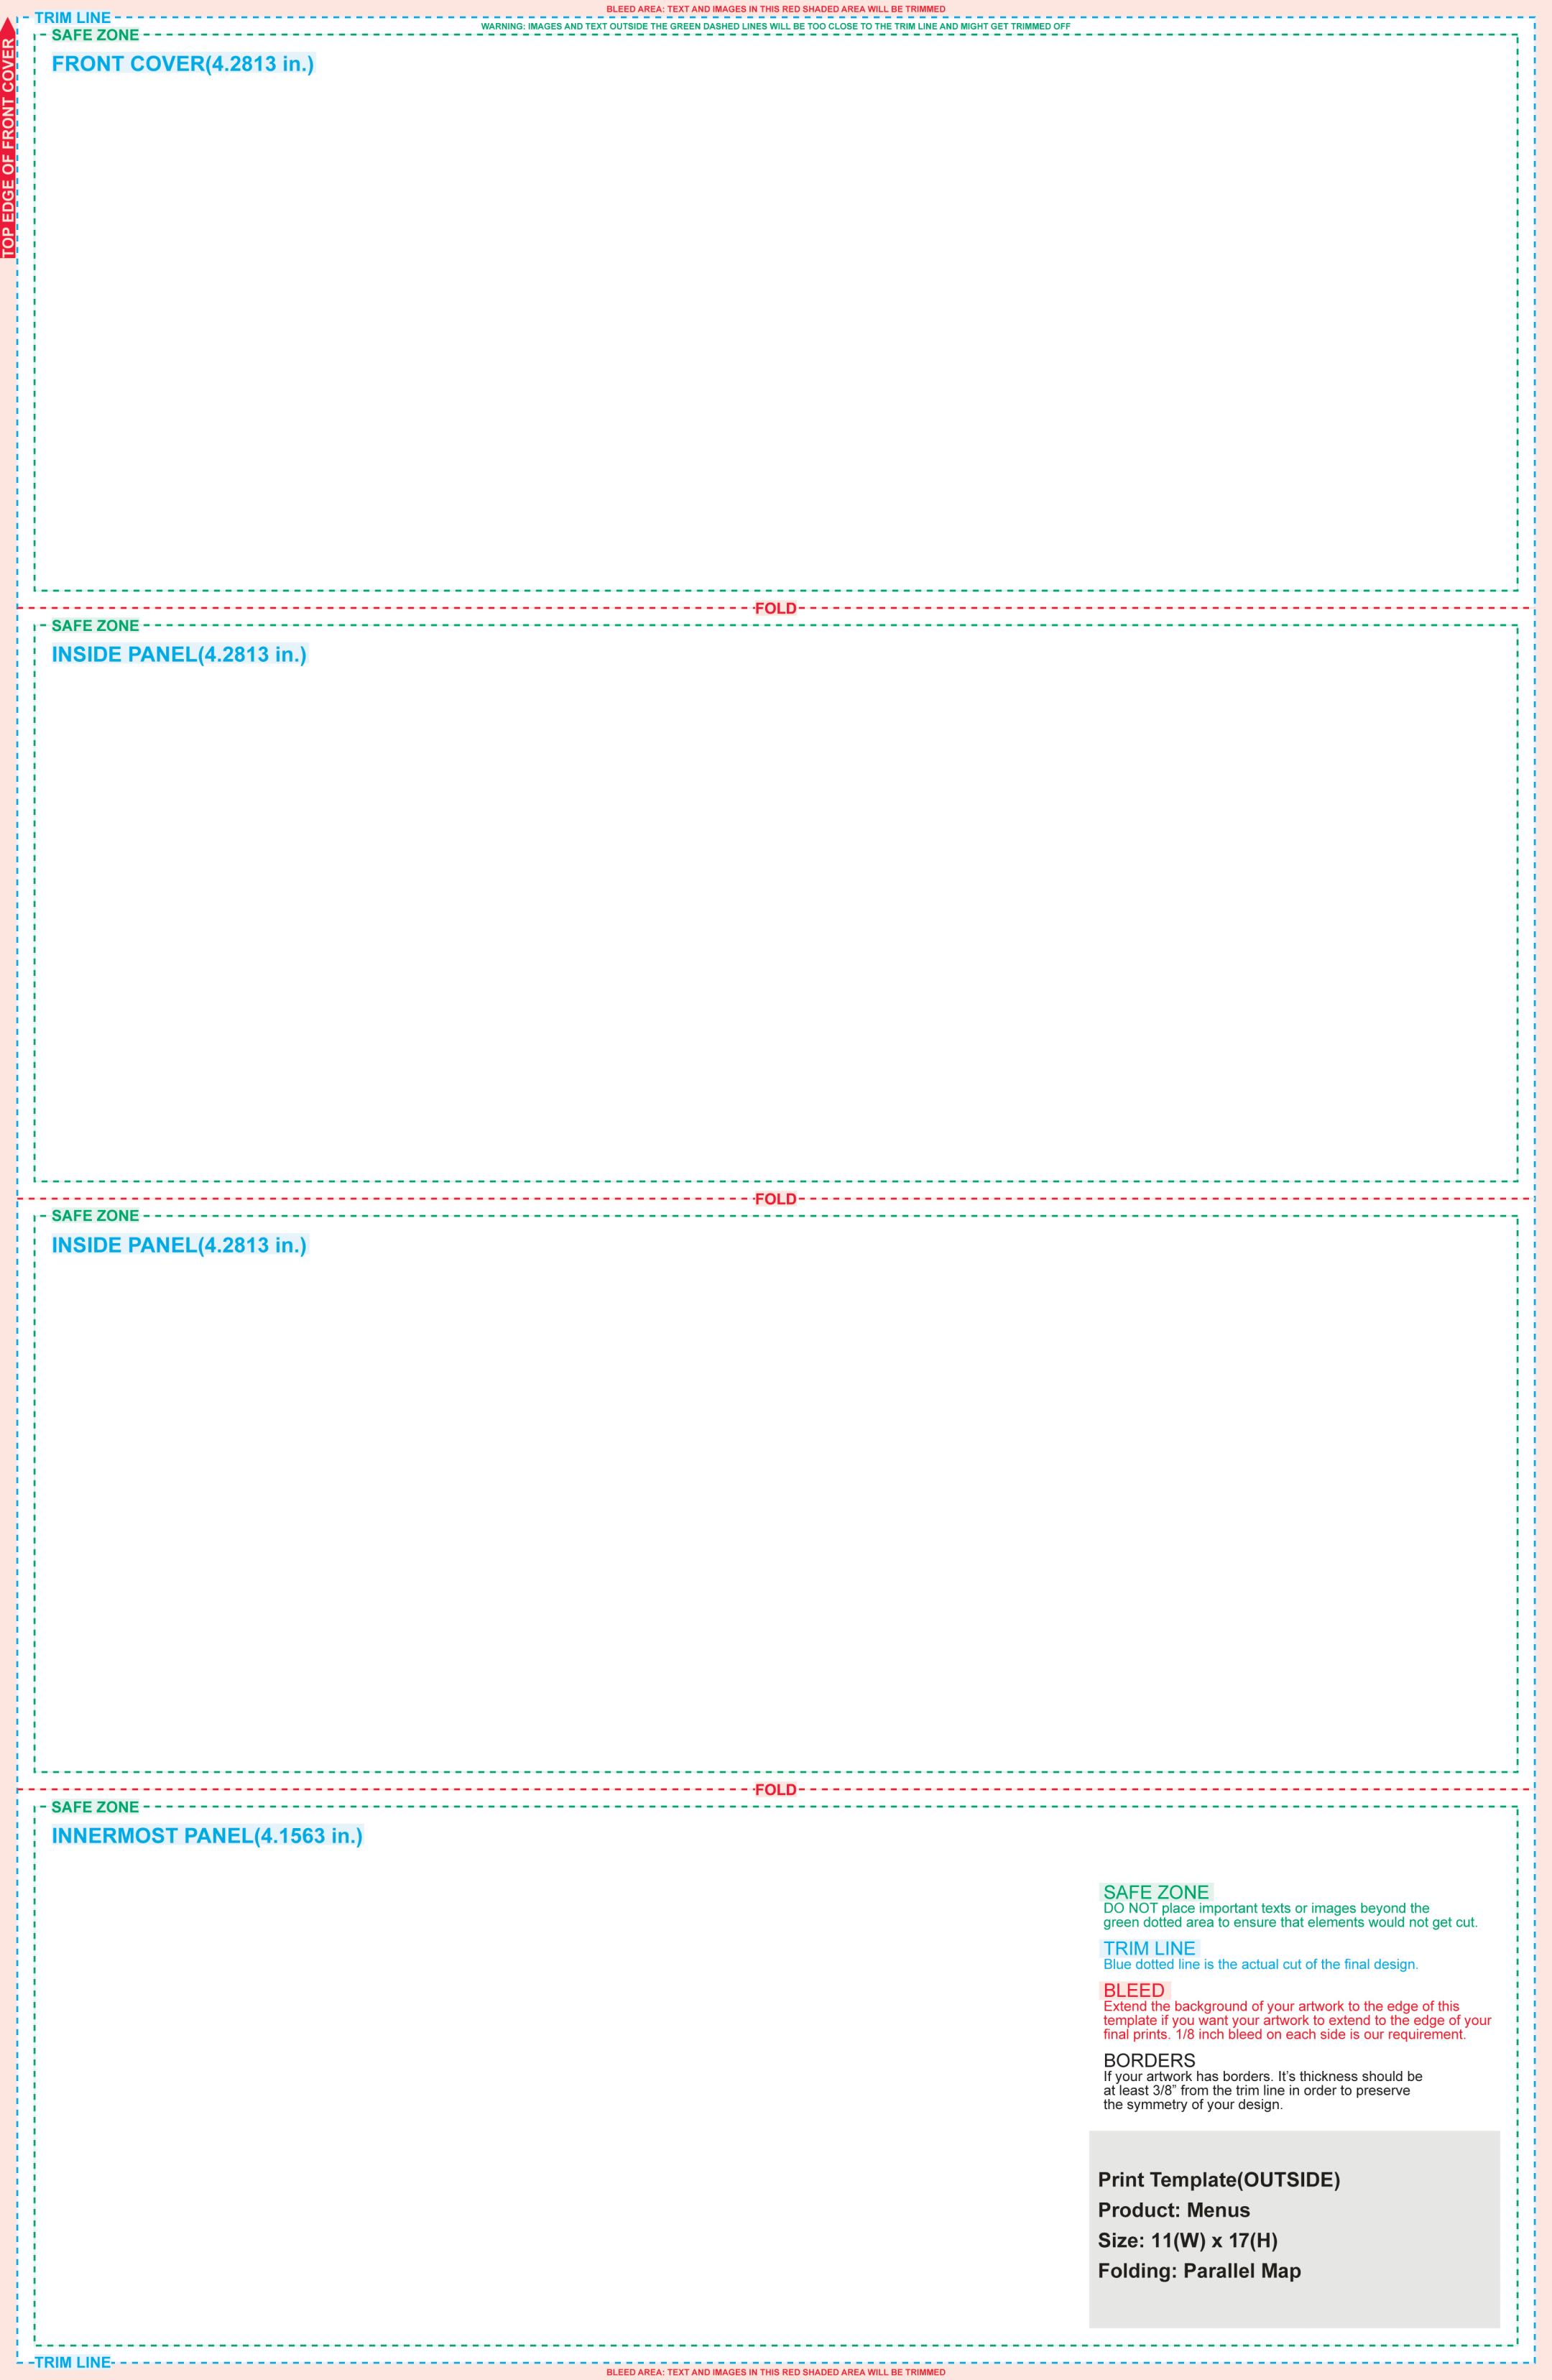 BLEED AREA: TEXT AND IMAGES IN THIS RED SHADED AREA WILL BE TRIMMED
TRIM LINE
WARNING: IMAGES AND TEXT OUTSIDE THE GREEN DASHED LINES WILL BE TOO CLOSE TO THE TRIM LINE AND MIGHT GET TRIMMED OFF
SAFE ZONE
TOP EDGE OF FRONT COVER
FRONT COVER(4.2813 in.)
FOLD
SAFE ZONE
INSIDE PANEL(4.2813 in.)
FOLD
SAFE ZONE
INSIDE PANEL(4.2813 in.)
FOLD
SAFE ZONE
INNERMOST PANEL(4.1563 in.)
SAFE ZONE
DO NOT place important texts or images beyond the
green dotted area to ensure that elements would not get cut.
TRIM LINE
Blue dotted line is the actual cut of the final design.
BLEED
Extend the background of your artwork to the edge of this
template if you want your artwork to extend to the edge of your
final prints. 1/8 inch bleed on each side is our requirement.
BORDERS
If your artwork has borders. It’s thickness should be
at least 3/8” from the trim line in order to preserve
the symmetry of your design.
Print Template(OUTSIDE)
Product: Menus
Size: 11(W) x 17(H)
Folding: Parallel Map
TRIM LINE
BLEED AREA: TEXT AND IMAGES IN THIS RED SHADED AREA WILL BE TRIMMED